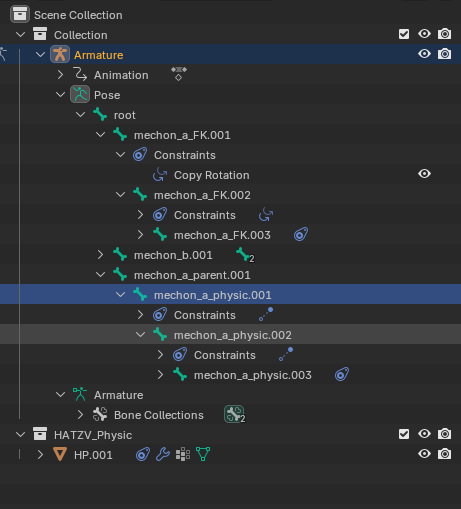 Scene Collection
Collection
Armature
Animation
Pose
root
mechon_a_FK.001
Constraints
Copy Rotation
mechon_a_FK.002
Constraints
mechon_a_FK.003
mechon_b.001 2
mechon_a_parent.001
mechon_a_physic.001
Constraints
mechon_a_physic.002
Constraints
mechon_a_physic.003
Armature
Bone Collections 2
HATZV_Physic
HP.001